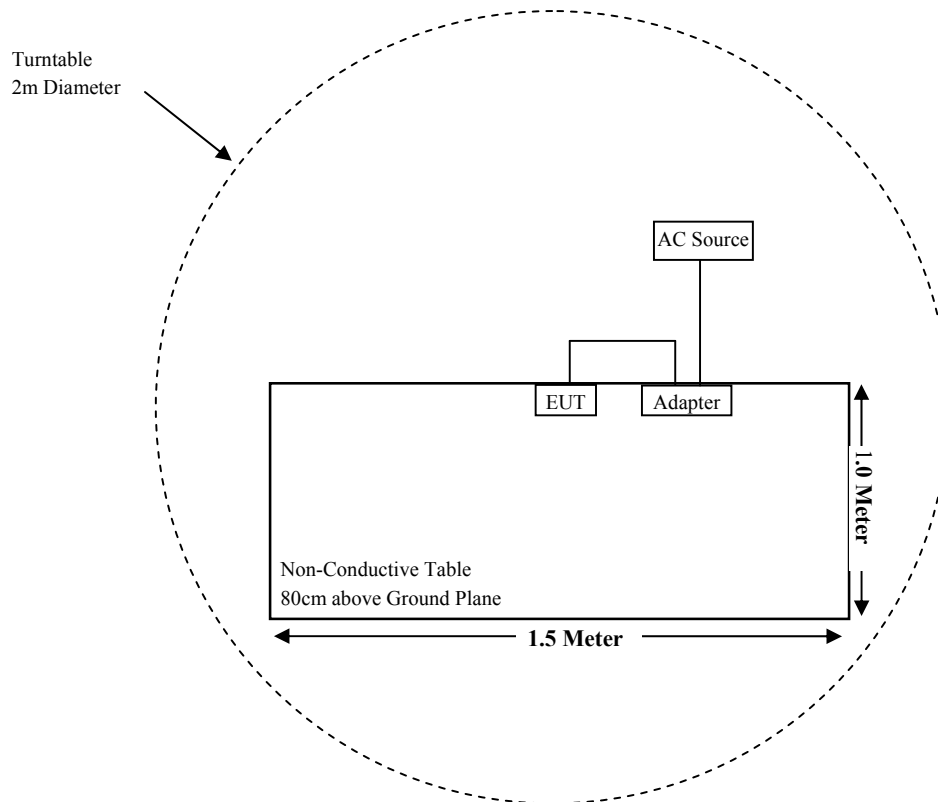 Turntable
2m Diameter
AC Source
EUT
Adapter
1.0 Meter
Non-Conductive Table
80cm above Ground Plane
1.5 Meter